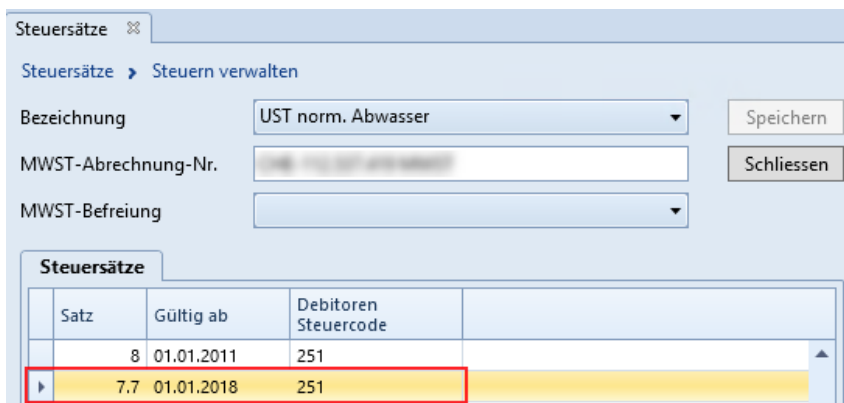 Steuersätze
Steuersätze > Steuern verwalten
Bezeichnung UST norm. Abwasser Speichern
MWST-Abrechnung-Nr. Schliessen
MWST-Befreiung
Steuersätze
Satz Gültig ab Debitoren
Steuercode
8 01.01.2011 251
7.7 01.01.2018 251